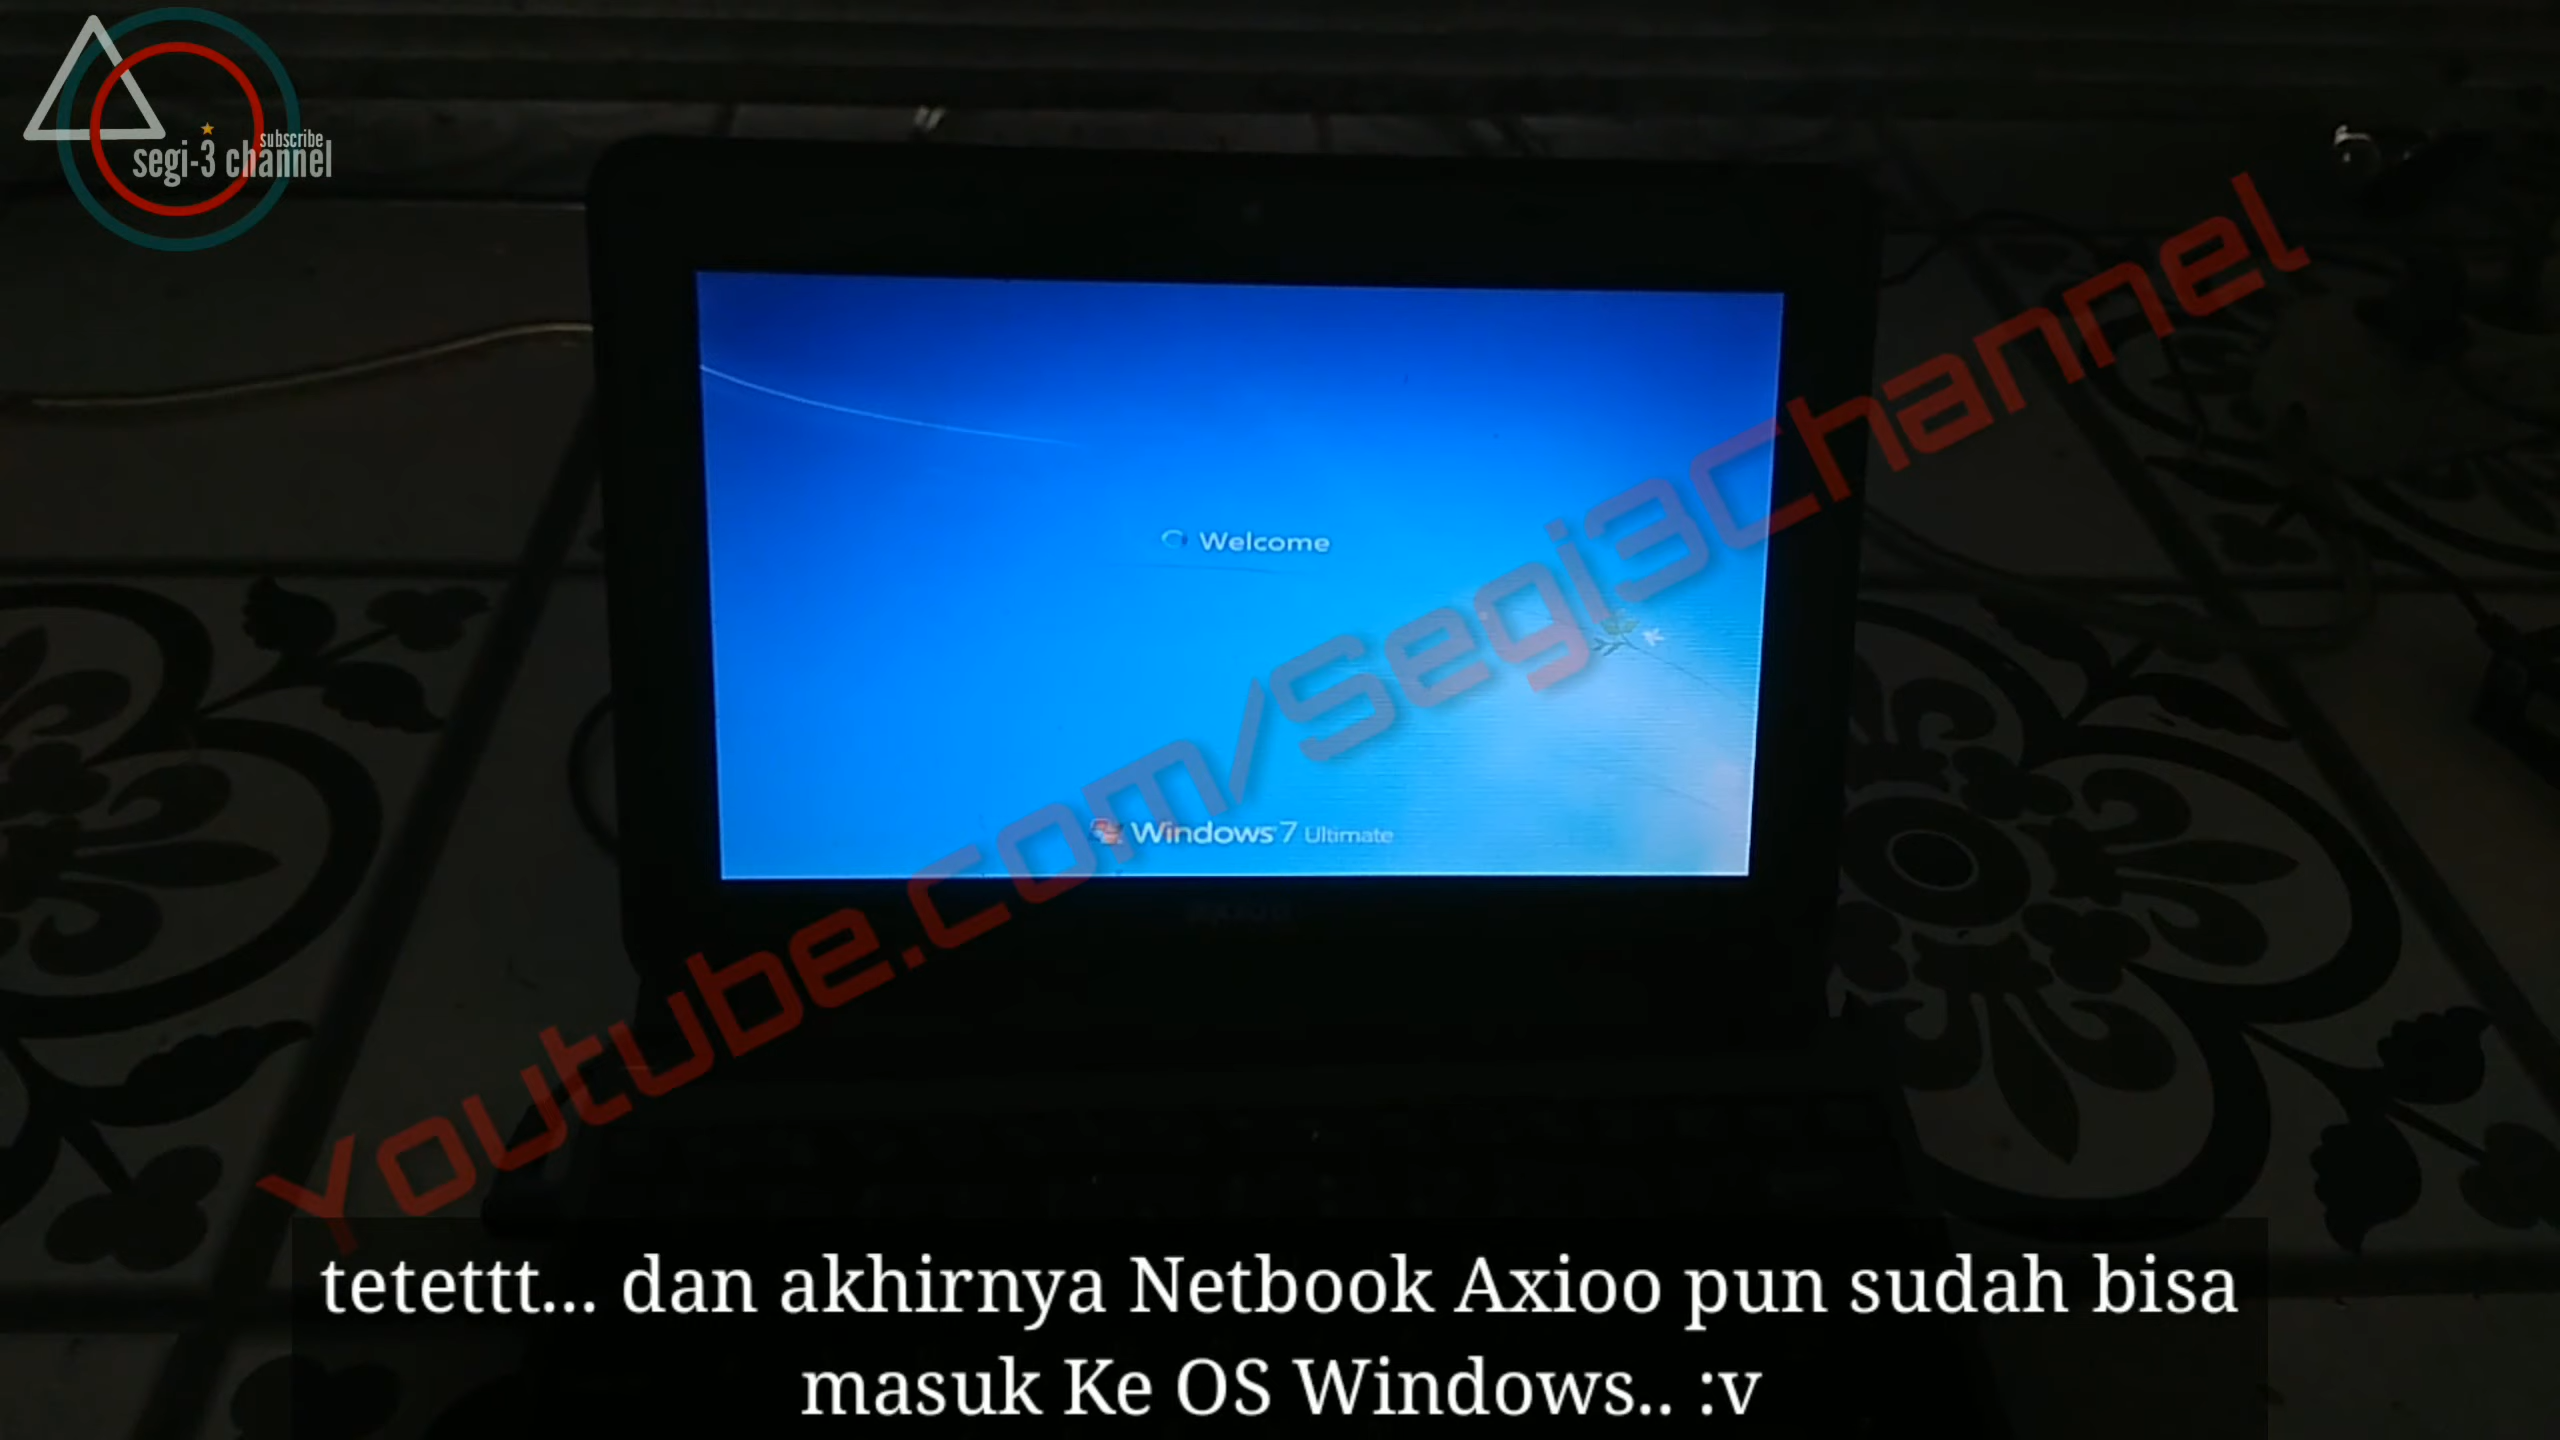 subscribe
segi-3 channel
Welcome
Youtube.com/Segi3Channel
Windows 7 Ultimate
tetettt... dan akhirnya Netbook Axioo pun sudah bisa
masuk Ke OS Windows.. :v